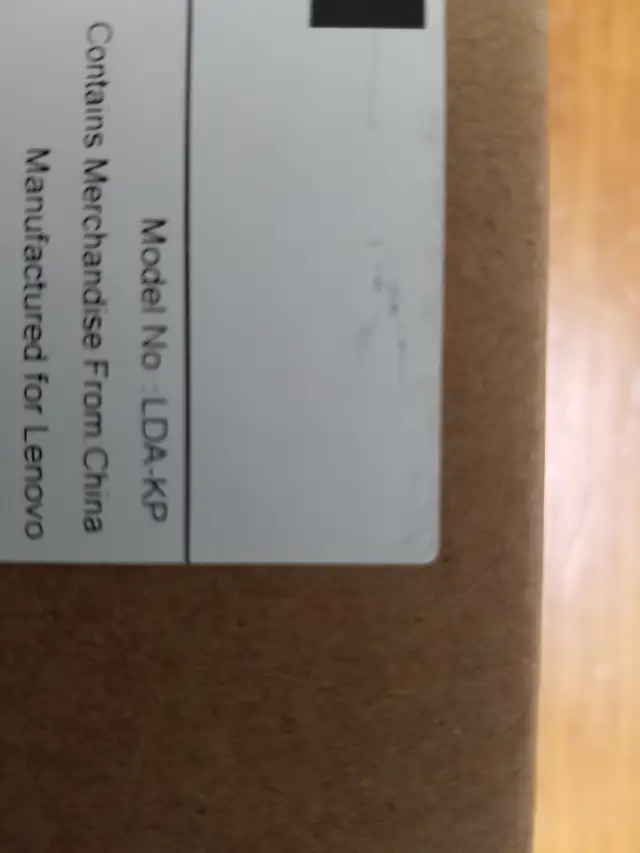 Model No :LDA-KP
Contains Merchandise From China
Manufactured for Lenovo